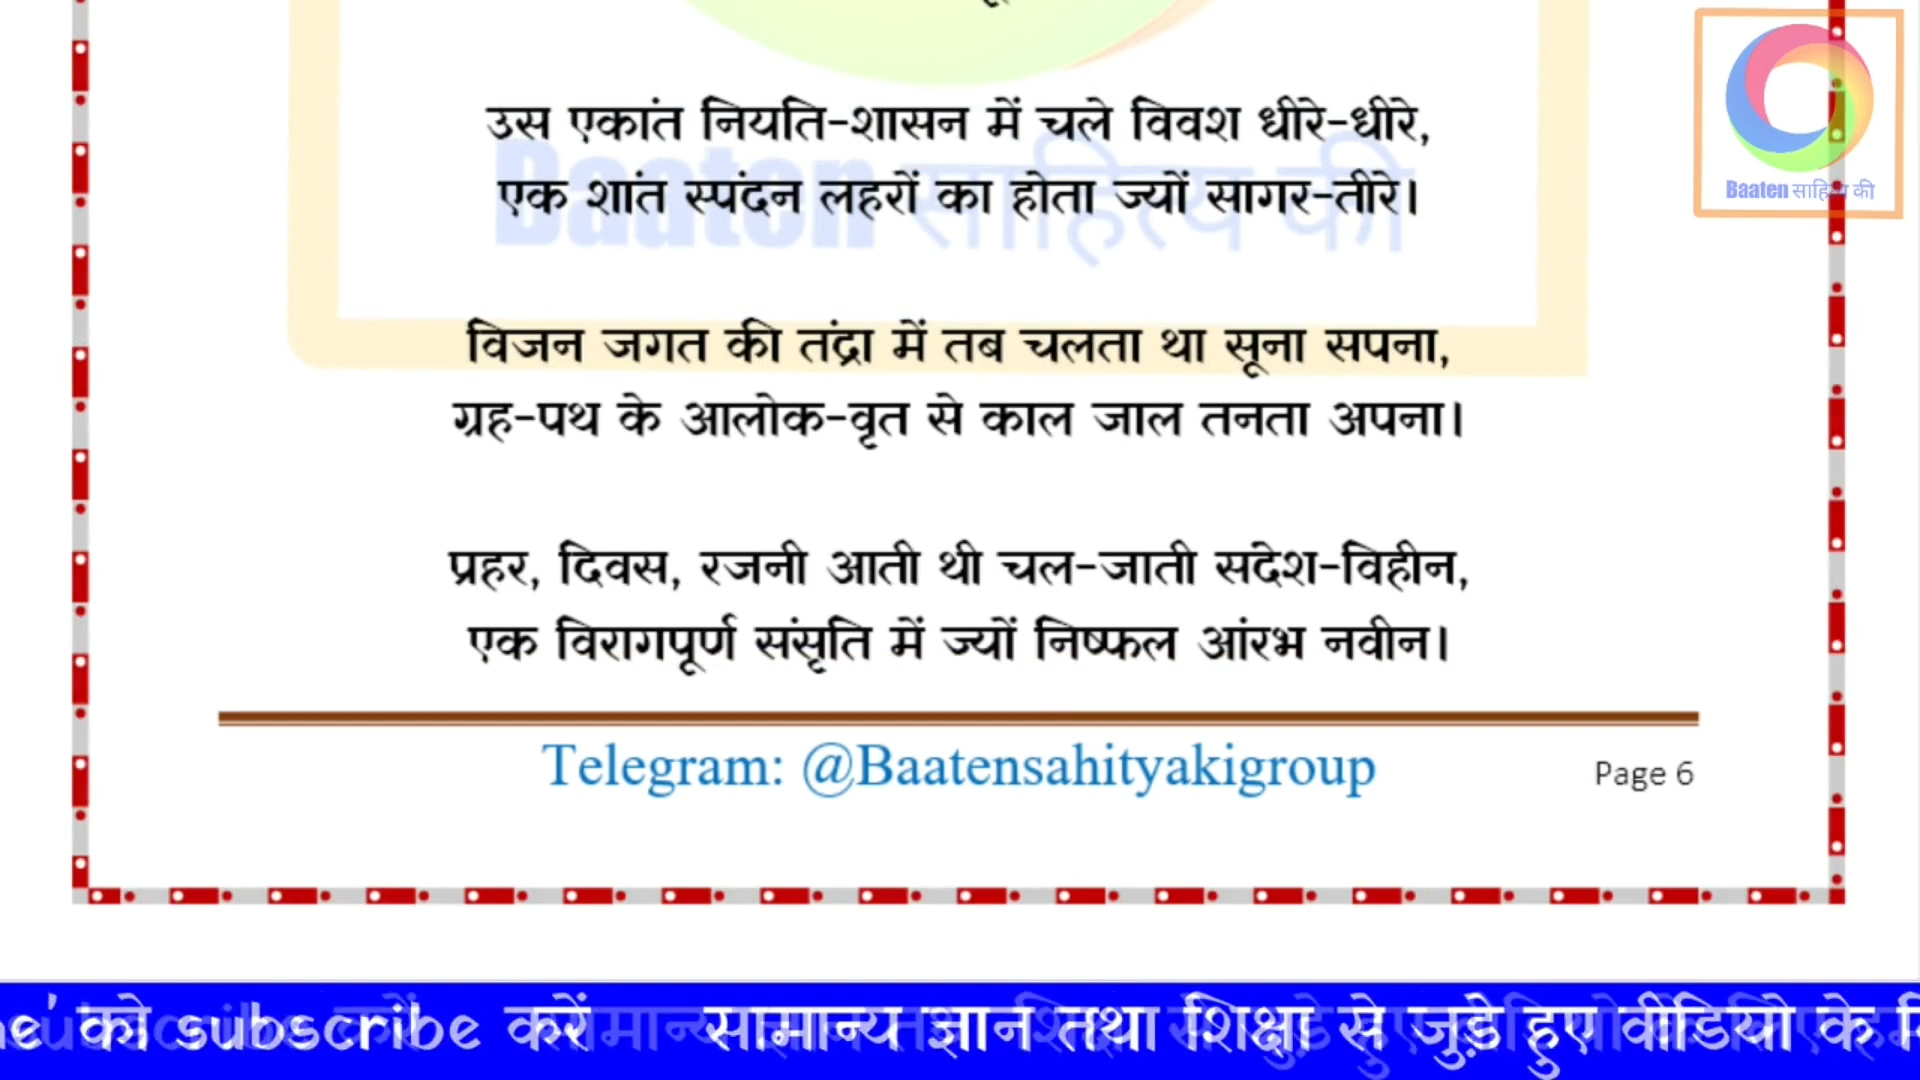 उस एकांत नियति-शासन में चले विवश धीरे-धीरे,
एक शांत स्पंदन लहरों का होता ज्यों सागर-तीरे।
Baaten साहित्य की
Baaten साहित्य की
विजन जगत की तंद्रा में तब चलता था सूना सपना,
ग्रह-पथ के आलोक-वृत से काल जाल तनता अपना।
प्रहर, दिवस, रजनी आती थी चल-जाती सदेश-विहीन,
एक विरागपूर्ण संसृति में ज्यों निष्फल आंरभ नवीन।
Telegram: @Baatensahityakigroup
Page 6
को subscribe करें सामान्य ज्ञान तथा शिक्षा से जुड़े हुए वीडियो के